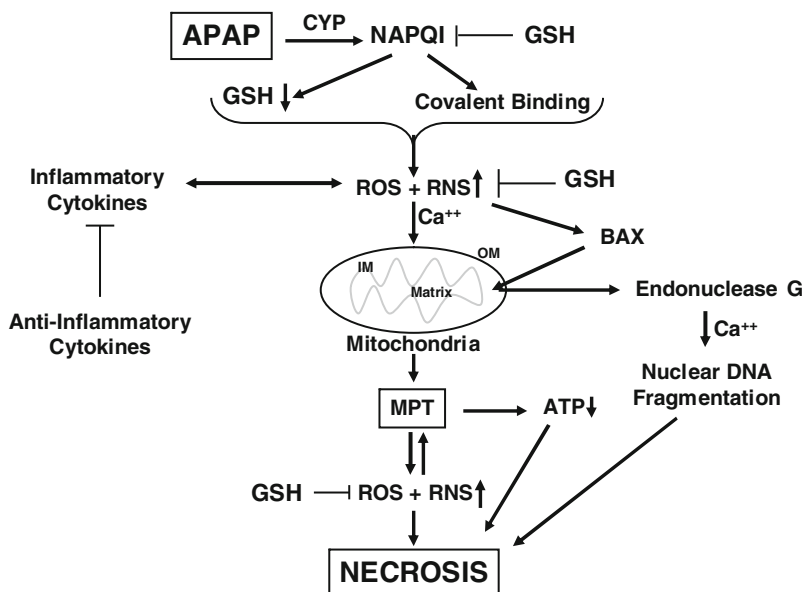 APAP
CYP
NAPQI
GSH
GSH
Covalent Binding
Inflammatory
Cytokines
ROS + RNS
GSH
Ca++
BAX
OM
IM
Matrix
Endonuclease G
Anti-Inflammatory
Cytokines
Mitochondria
Ca++
Nuclear DNA
Fragmentation
MPT
ATP
GSH
ROS + RNS
NECROSIS